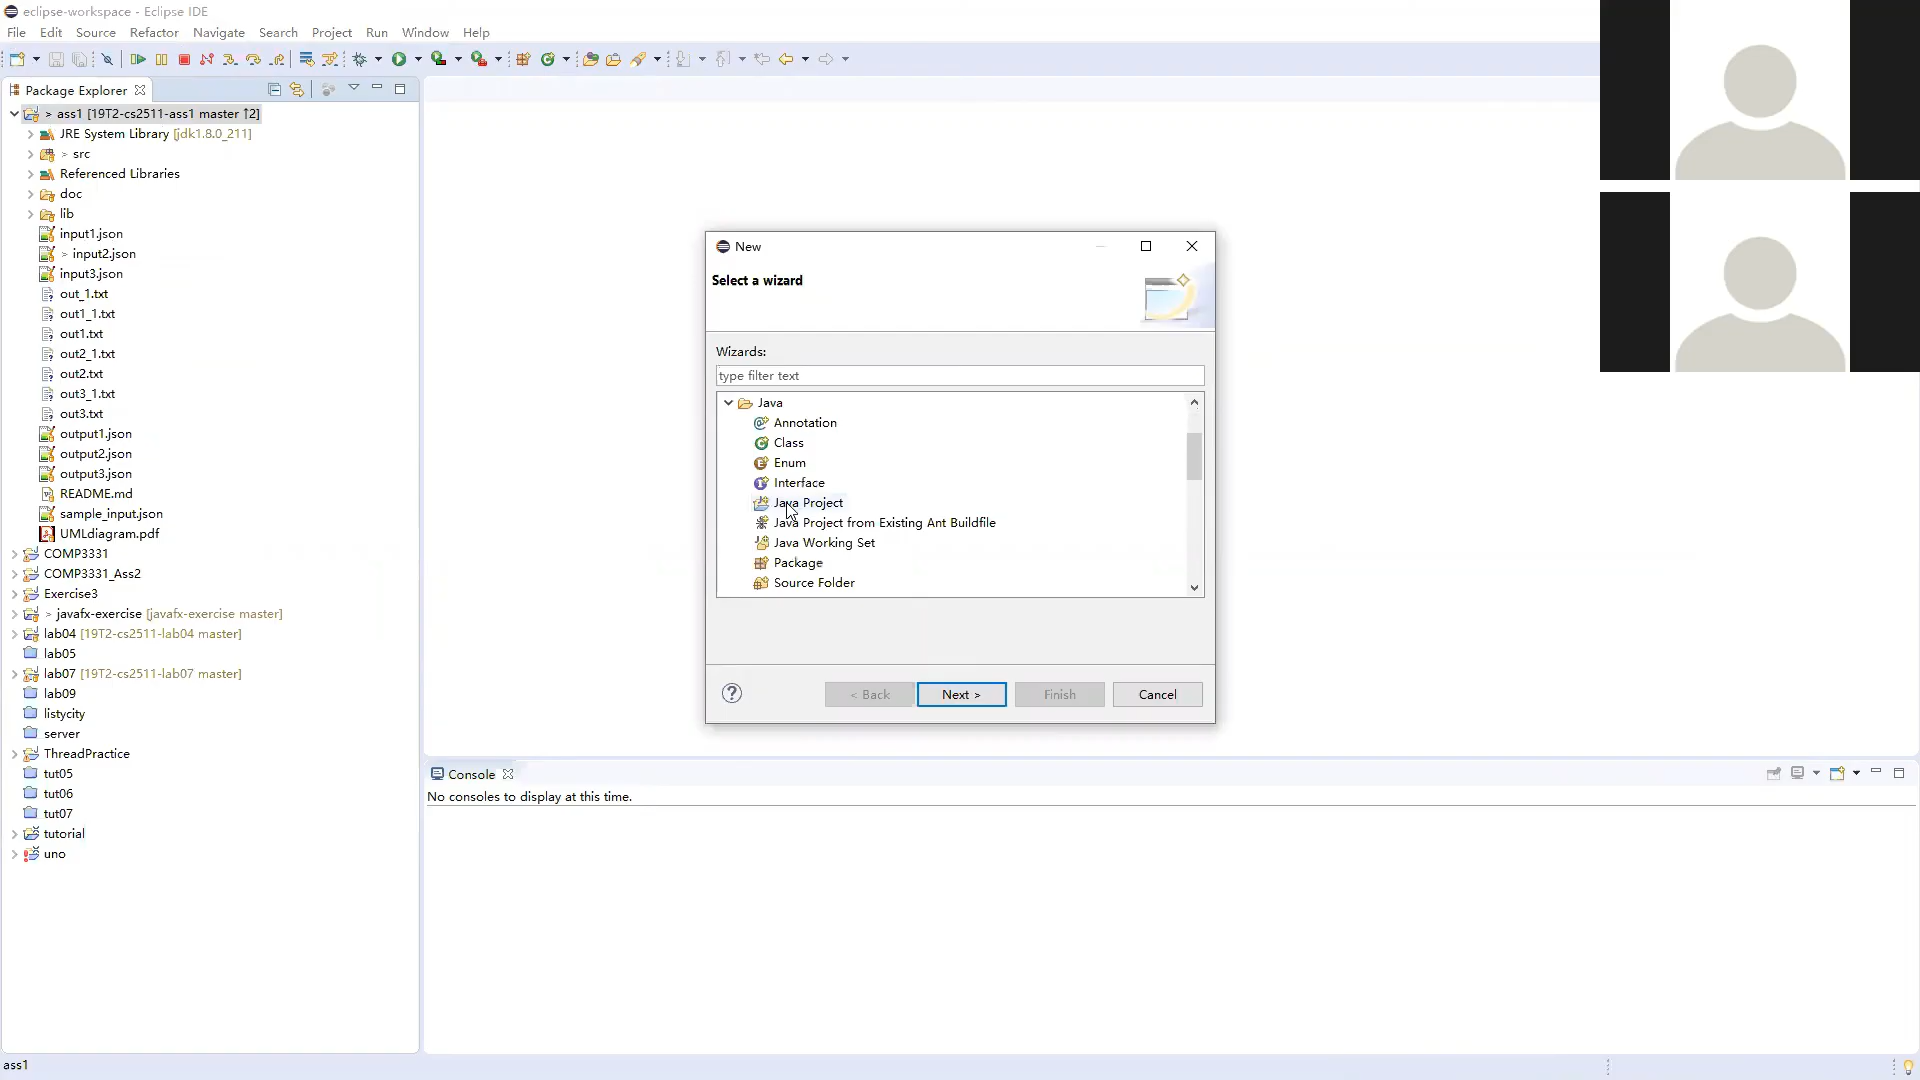 eclipse-workspace - Eclipse IDE
File Edit Source Refactor Navigate Search Project Run Window Help
Package Explorer
> ass1 [19T2-cs2511-ass1 master ↑2]
JRE System Library [jdk1.8.0_211]
> src
Referenced Libraries
doc
lib
input1.json
> input2.json
input3.json
out_1.txt
out1_1.txt
out1.txt
out2_1.txt
out2.txt
out3_1.txt
out3.txt
output1.json
output2.json
output3.json
README.md
sample_input.json
UMLdiagram.pdf
COMP3331
COMP3331_Ass2
Exercise3
> javafx-exercise [javafx-exercise master]
lab04 [19T2-cs2511-lab04 master]
lab05
lab07 [19T2-cs2511-lab07 master]
lab09
listycity
server
ThreadPractice
tut05
tut06
tut07
tutorial
uno
New
Select a wizard
Wizards:
type filter text
Java
Annotation
Class
Enum
Interface
Java Project
Java Project from Existing Ant Buildfile
Java Working Set
Package
Source Folder
< Back Next > Finish Cancel
Console
No consoles to display at this time.
ass1